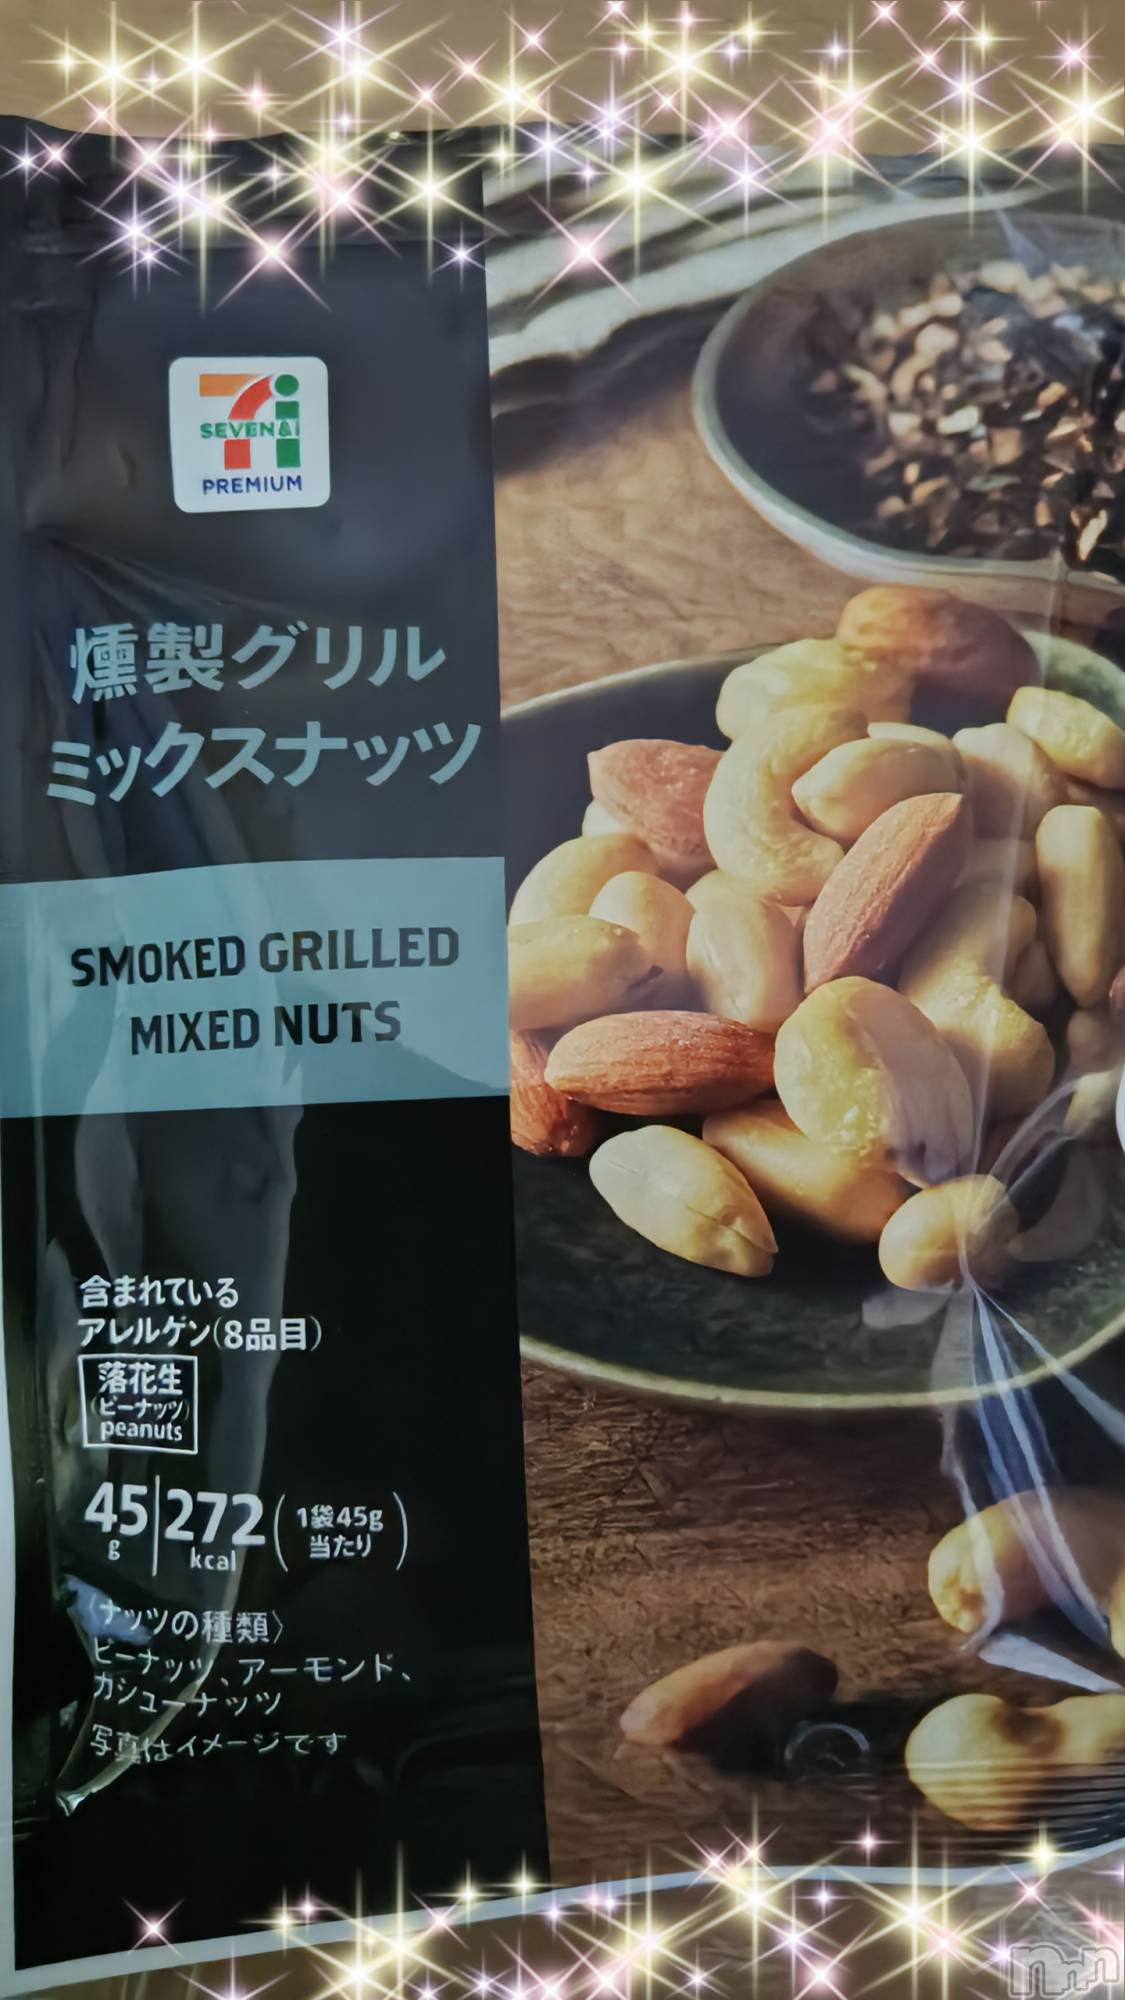 SEVEN&i
PREMIUM
燻製グリル
ミックスナッツ
SMOKED GRILLED
MIXED NUTS
含まれている
アレルゲン(8品目)
落花生
(ピーナッツ)
peanuts
45g 272kcal (1袋45g
当たり)
〈ナッツの種類〉
ピーナッツ、アーモンド、
カシューナッツ
写真はイメージです